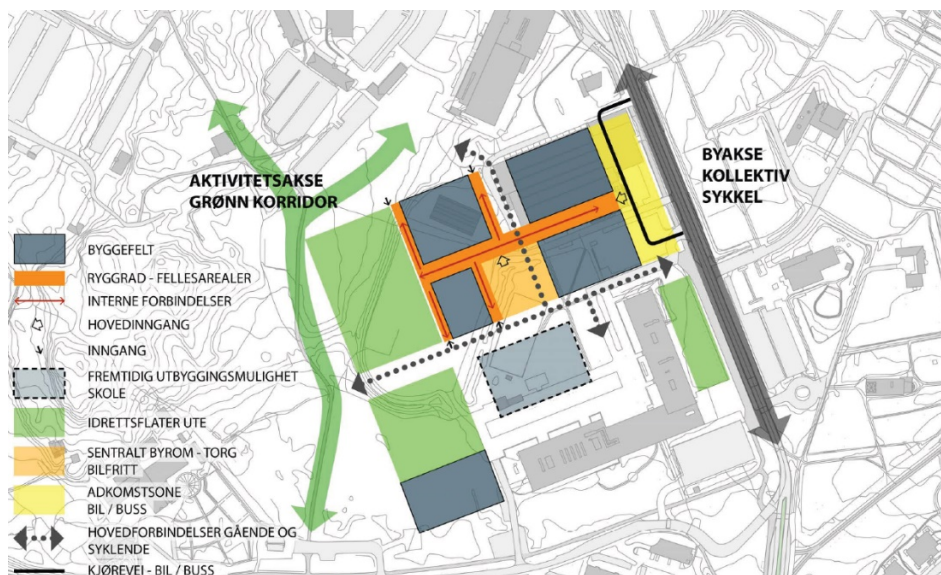 AKTIVITETSAKSE
GRØNN KORRIDOR
BYAKSE
KOLLEKTIV
SYKKEL
BYGGEFELT
RYGGRAD - FELLESAREALER
INTERNE FORBINDELSER
HOVEDINNGANG
INNGANG
FREMTIDIG UTBYGGINGSMULIGHET
SKOLE
IDRETTSFLATER UTE
SENTRALT BYROM - TORG
BILFRITT
ADKOMSTSONE
BIL / BUSS
HOVEDFORBINDELSER GÅENDE OG
SYKLENDE
KJØREVEI - BIL / BUSS